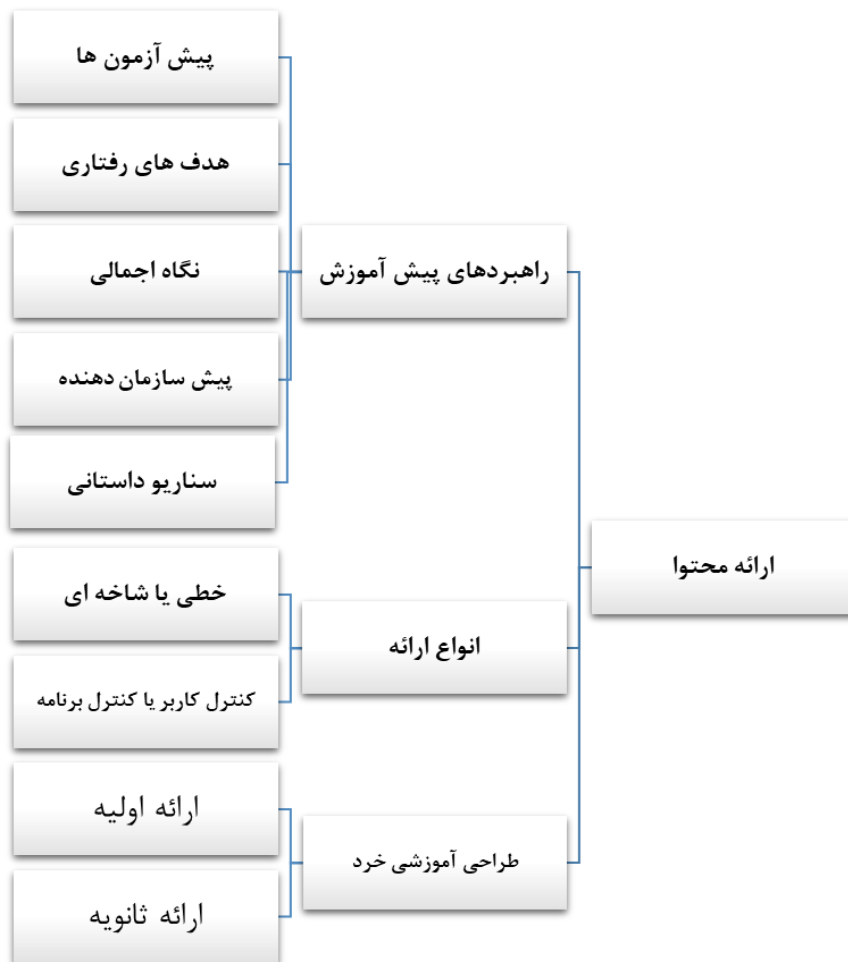 ارائه محتوا
راهبردهای پیش آموزش
پیش آزمون ها
هدف های رفتاری
نگاه اجمالی
پیش سازمان دهنده
سناریو داستانی
انواع ارائه
خطی یا شاخه ای
کنترل کاربر یا کنترل برنامه
طراحی آموزشی خرد
ارائه اولیه
ارائه ثانویه